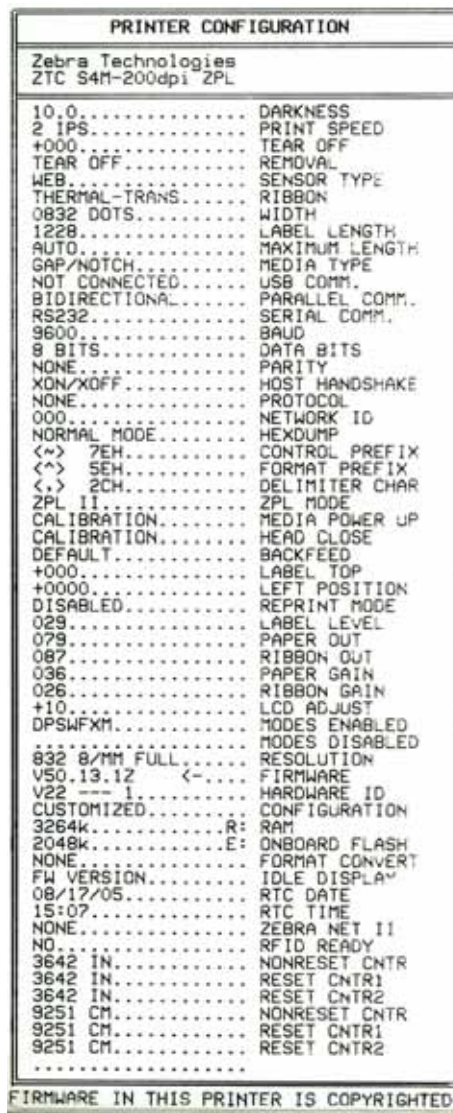 PRINTER CONFIGURATION
Zebra Technologies
ZTC S4M-200dpi ZPL
10.0............... DARKNESS
2 IPS.............. PRINT SPEED
+000............... TEAR OFF
TEAR OFF........... REMOVAL
WEB................ SENSOR TYPE
THERMAL-TRANS...... RIBBON
0832 DOTS.......... WIDTH
1228............... LABEL LENGTH
AUTO............... MAXIMUM LENGTH
GAP/NOTCH.......... MEDIA TYPE
NOT CONNECTED...... USB COMM.
BIDIRECTIONAL...... PARALLEL COMM.
RS232.............. SERIAL COMM.
9600............... BAUD
8 BITS............. DATA BITS
NONE............... PARITY
XON/XOFF........... HOST HANDSHAKE
NONE............... PROTOCOL
000................ NETWORK ID
NORMAL MODE........ HEXDUMP
<~> 7EH............ CONTROL PREFIX
<^> 5EH............ FORMAT PREFIX
<,> 2CH............ DELIMITER CHAR
ZPL II............. ZPL MODE
CALIBRATION........ MEDIA POWER UP
CALIBRATION........ HEAD CLOSE
DEFAULT............ BACKFEED
+000............... LABEL TOP
+0000.............. LEFT POSITION
DISABLED........... REPRINT MODE
029................ LABEL LEVEL
079................ PAPER OUT
087................ RIBBON OUT
036................ PAPER GAIN
026................ RIBBON GAIN
+10................ LCD ADJUST
DPSWFXM............ MODES ENABLED
................... MODES DISABLED
832 8/MM FULL...... RESOLUTION
V50.13.1Z <-.... FIRMWARE
V22 --- 1.......... HARDWARE ID
CUSTOMIZED......... CONFIGURATION
3264k............R: RAM
2048k............E: ONBOARD FLASH
NONE............... FORMAT CONVERT
FW VERSION......... IDLE DISPLAY
08/17/05........... RTC DATE
15:07.............. RTC TIME
NONE............... ZEBRA NET II
NO................. RFID READY
3642 IN............ NONRESET CNTR
3642 IN............ RESET CNTR1
3642 IN............ RESET CNTR2
9251 CM............ NONRESET CNTR
9251 CM............ RESET CNTR1
9251 CM............ RESET CNTR2
...................
FIRMWARE IN THIS PRINTER IS COPYRIGHTED